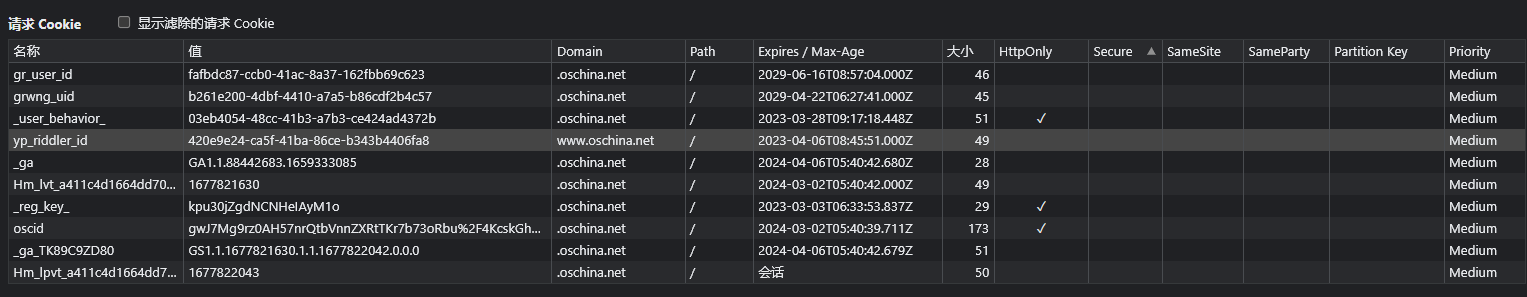 请求 Cookie 显示滤除的请求 Cookie
名称 值 Domain Path Expires / Max-Age 大小 HttpOnly Secure SameSite SameParty Partition Key Priority
gr_user_id fafbdc87-ccb0-41ac-8a37-162fbb69c623 .oschina.net / 2029-06-16T08:57:04.000Z 46 Medium
grwng_uid b261e200-4dbf-4410-a7a5-b86cdf2b4c57 .oschina.net / 2029-04-22T06:27:41.000Z 45 Medium
_user_behavior_ 03eb4054-48cc-41b3-a7b3-ce424ad4372b .oschina.net / 2023-03-28T09:17:18.448Z 51 ✓ Medium
yp_riddler_id 420e9e24-ca5f-41ba-86ce-b343b4406fa8 www.oschina.net / 2023-04-06T08:45:51.000Z 49 Medium
_ga GA1.1.88442683.1659333085 .oschina.net / 2024-04-06T05:40:42.680Z 28 Medium
Hm_lvt_a411c4d1664dd70... 1677821630 .oschina.net / 2024-03-02T05:40:42.000Z 49 Medium
_reg_key_ kpu30jZgdNCNHeIAyM1o .oschina.net / 2023-03-03T06:33:53.837Z 29 ✓ Medium
oscid gwJ7Mg9rz0AH57nrQtbVnnZXRtTKr7b73oRbu%2F4KcskGh... .oschina.net / 2024-03-02T05:40:39.711Z 173 ✓ Medium
_ga_TK89C9ZD80 GS1.1.1677821630.1.1.1677822042.0.0.0 .oschina.net / 2024-04-06T05:40:42.679Z 51 Medium
Hm_lpvt_a411c4d1664dd7... 1677822043 .oschina.net / 会话 50 Medium